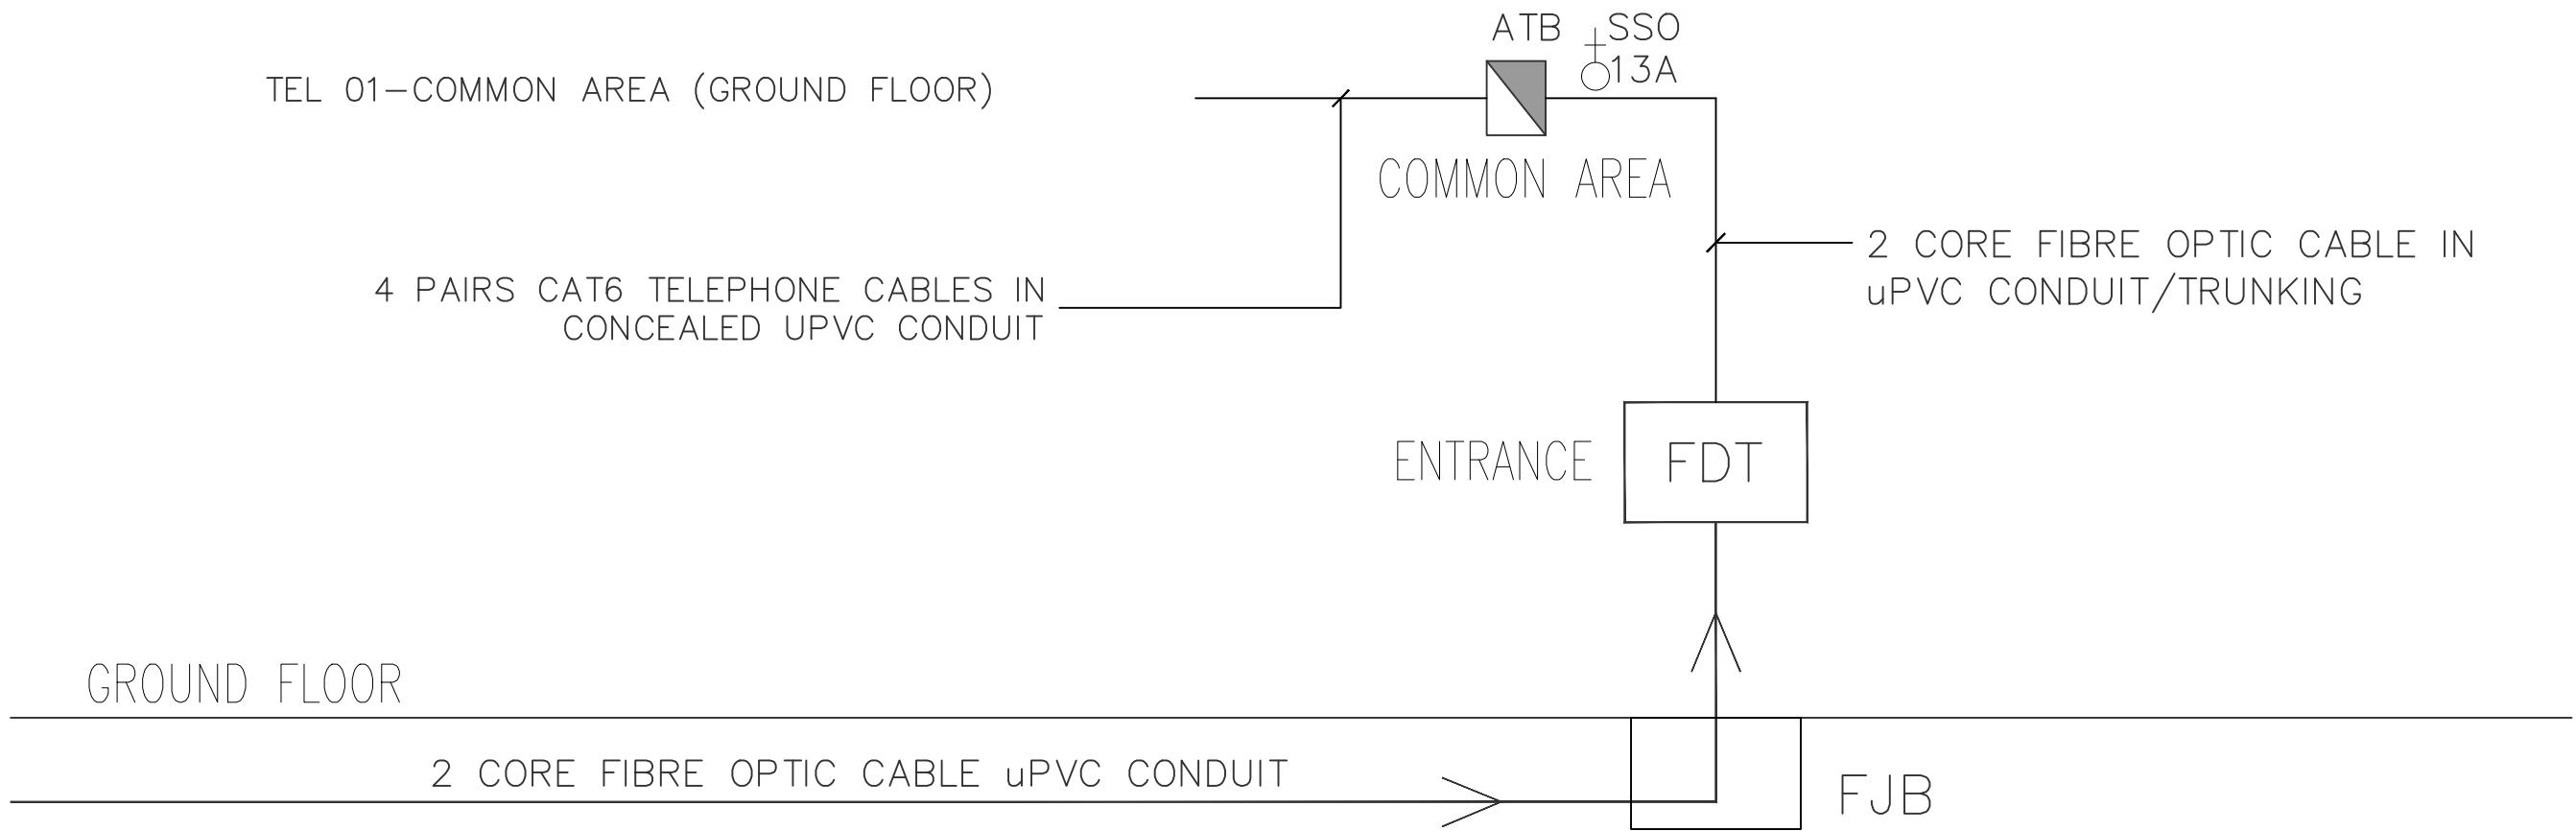 ATB SSO
13A
TEL 01-COMMON AREA (GROUND FLOOR)
COMMON AREA
4 PAIRS CAT6 TELEPHONE CABLES IN
CONCEALED UPVC CONDUIT
2 CORE FIBRE OPTIC CABLE IN
uPVC CONDUIT/TRUNKING
ENTRANCE
FDT
GROUND FLOOR
2 CORE FIBRE OPTIC CABLE uPVC CONDUIT
FJB